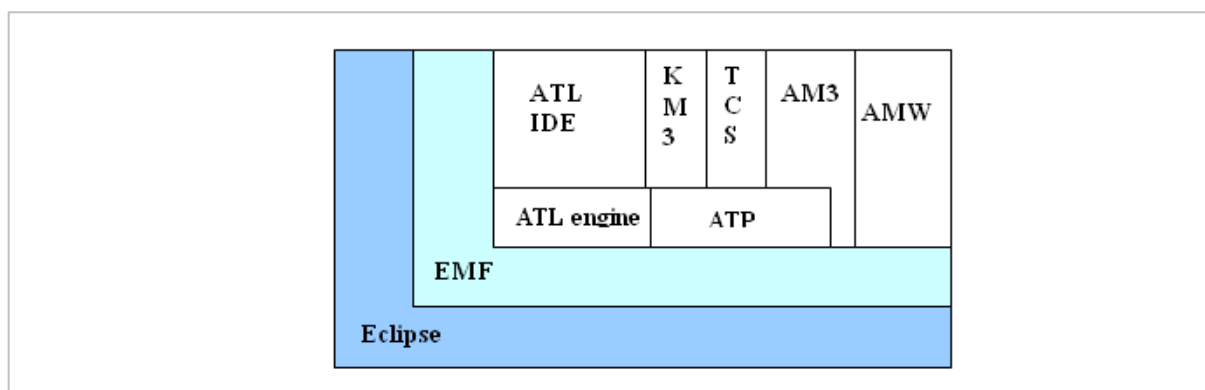 ATL
IDE
K
M
3
T
C
S
AM3
AMW
ATL engine
ATP
EMF
Eclipse